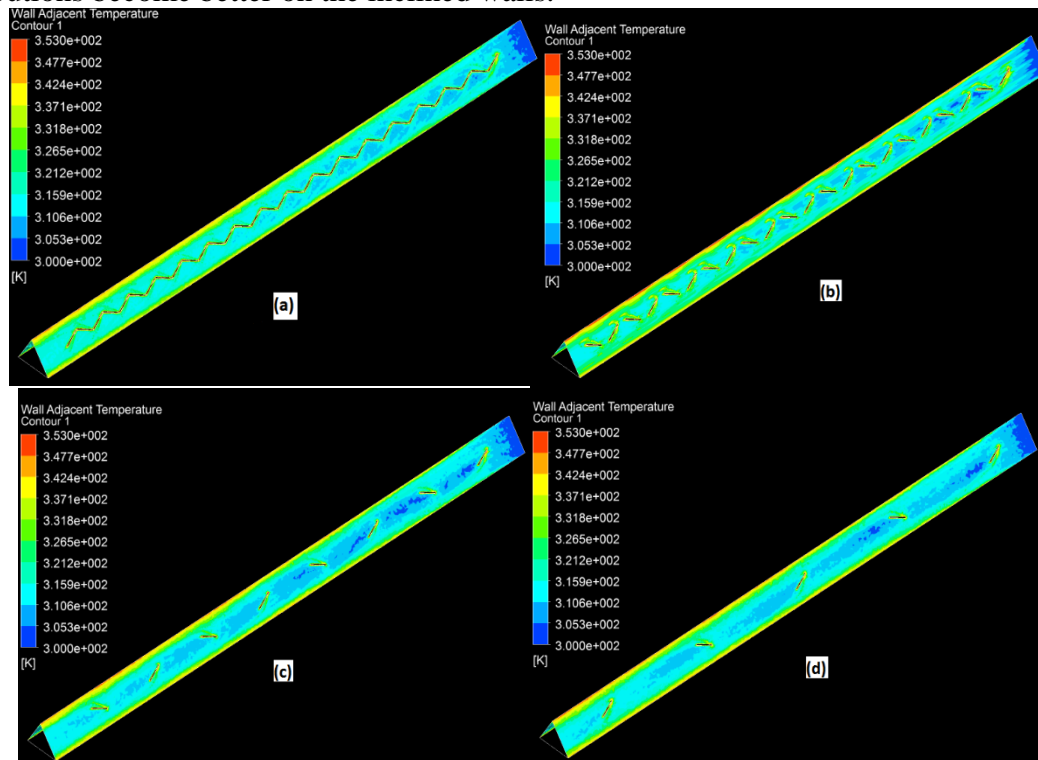 utions become better on the inclined walls.
Wall Adjacent Temperature
Contour 1
3.530e+002
3.477e+002
3.424e+002
3.371e+002
3.318e+002
3.265e+002
3.212e+002
3.159e+002
3.106e+002
3.053e+002
3.000e+002
[K]
(a)
Wall Adjacent Temperature
Contour 1
3.530e+002
3.477e+002
3.424e+002
3.371e+002
3.318e+002
3.265e+002
3.212e+002
3.159e+002
3.106e+002
3.053e+002
3.000e+002
[K]
(b)
Wall Adjacent Temperature
Contour 1
3.530e+002
3.477e+002
3.424e+002
3.371e+002
3.318e+002
3.265e+002
3.212e+002
3.159e+002
3.106e+002
3.053e+002
3.000e+002
[K]
(c)
Wall Adjacent Temperature
Contour 1
3.530e+002
3.477e+002
3.424e+002
3.371e+002
3.318e+002
3.265e+002
3.212e+002
3.159e+002
3.106e+002
3.053e+002
3.000e+002
[K]
(d)